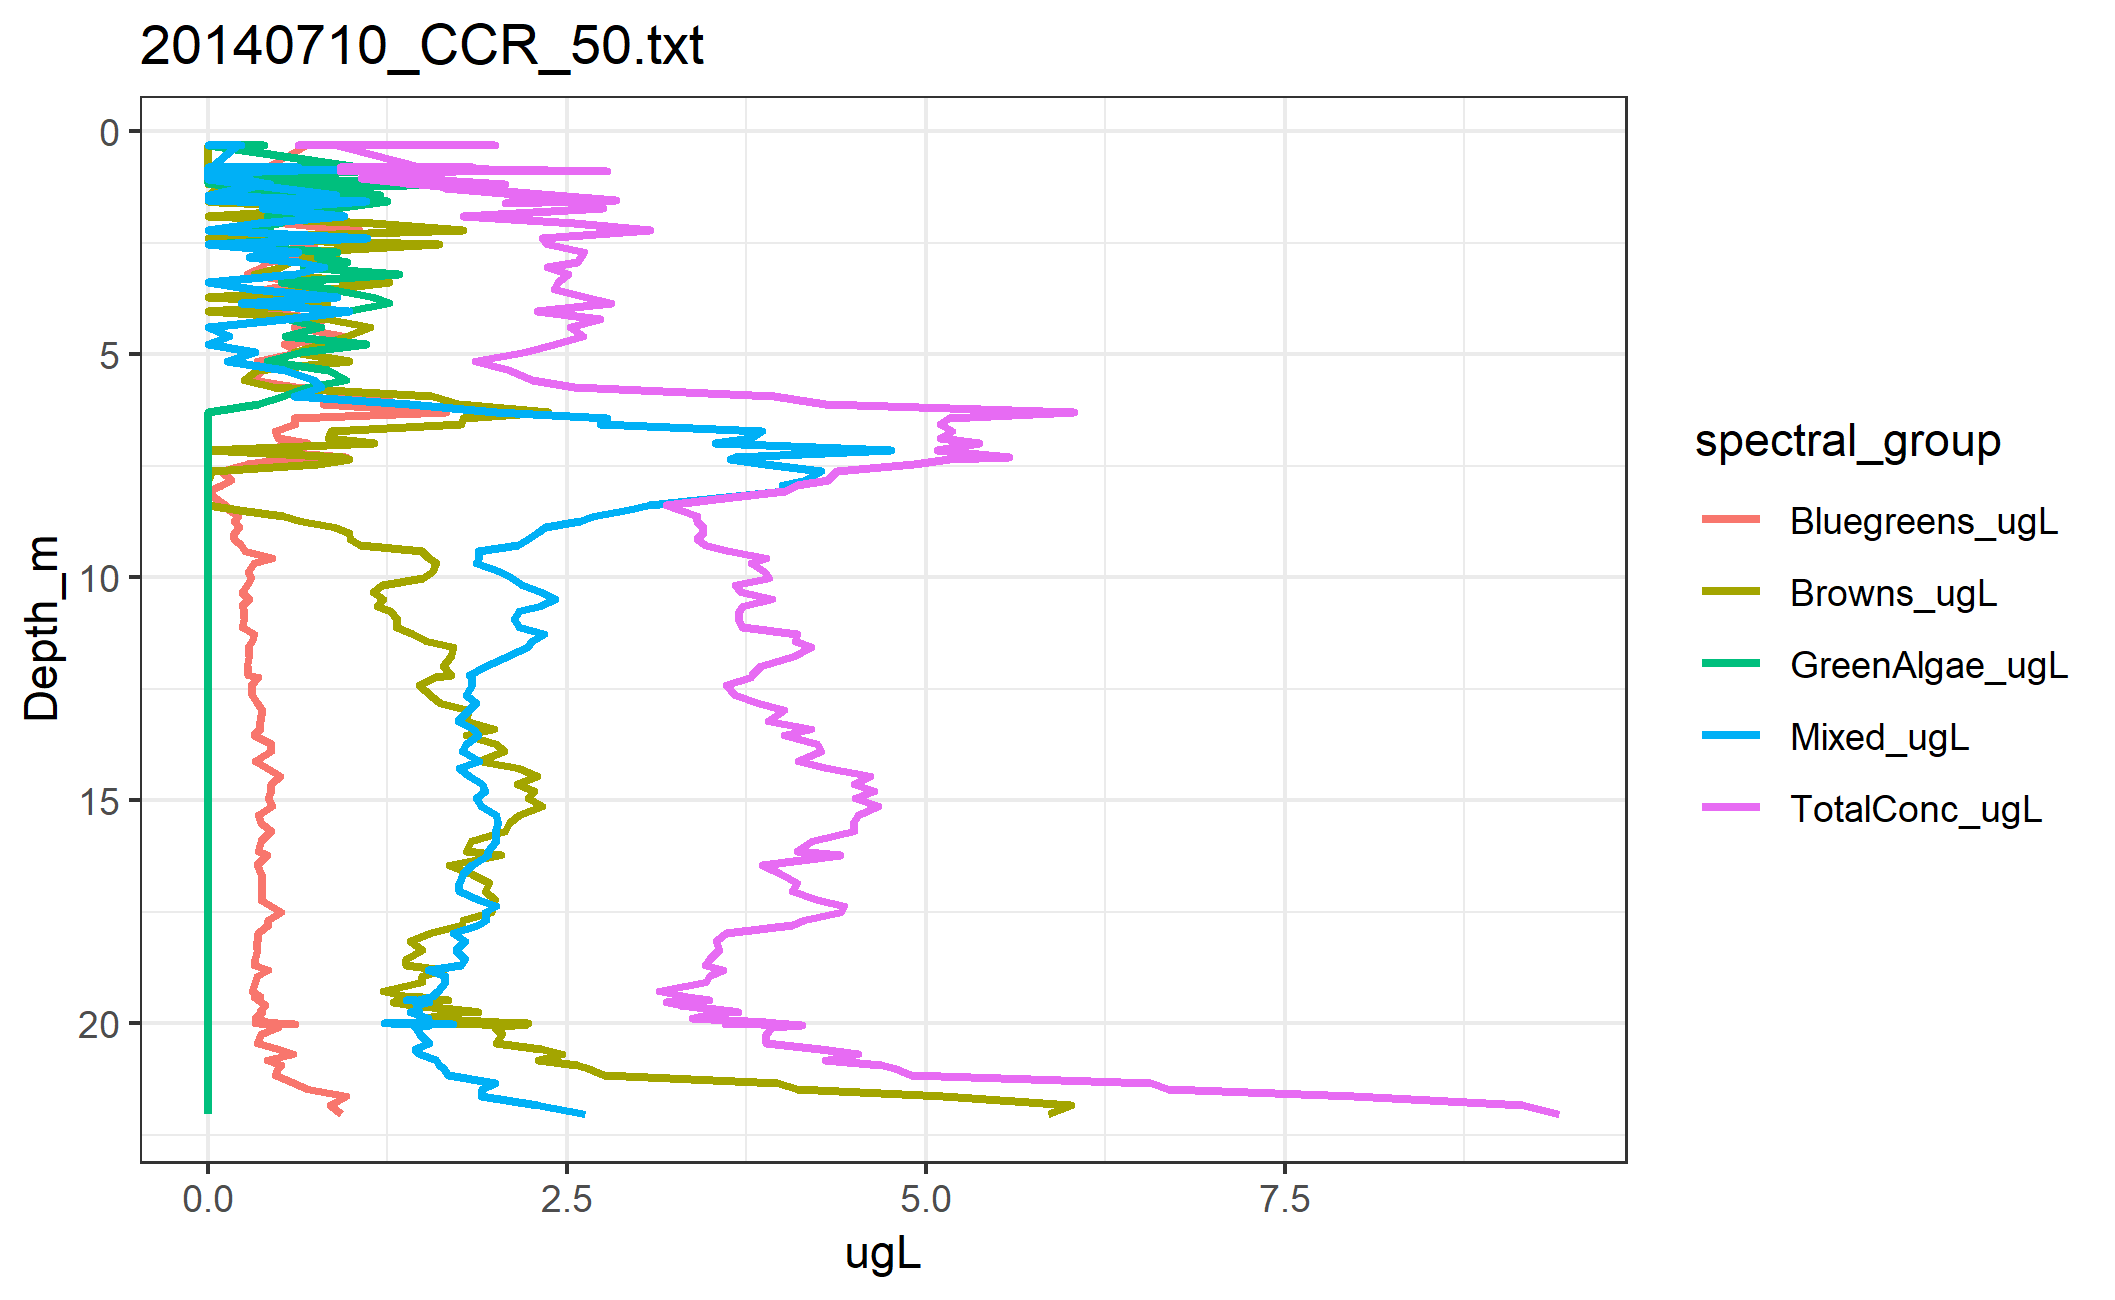 20140710_CCR_50.txt
0
5
10
15
20
Depth_m
0.0 2.5 5.0 7.5
ugL
spectral_group
Bluegreens_ugL
Browns_ugL
GreenAlgae_ugL
Mixed_ugL
TotalConc_ugL